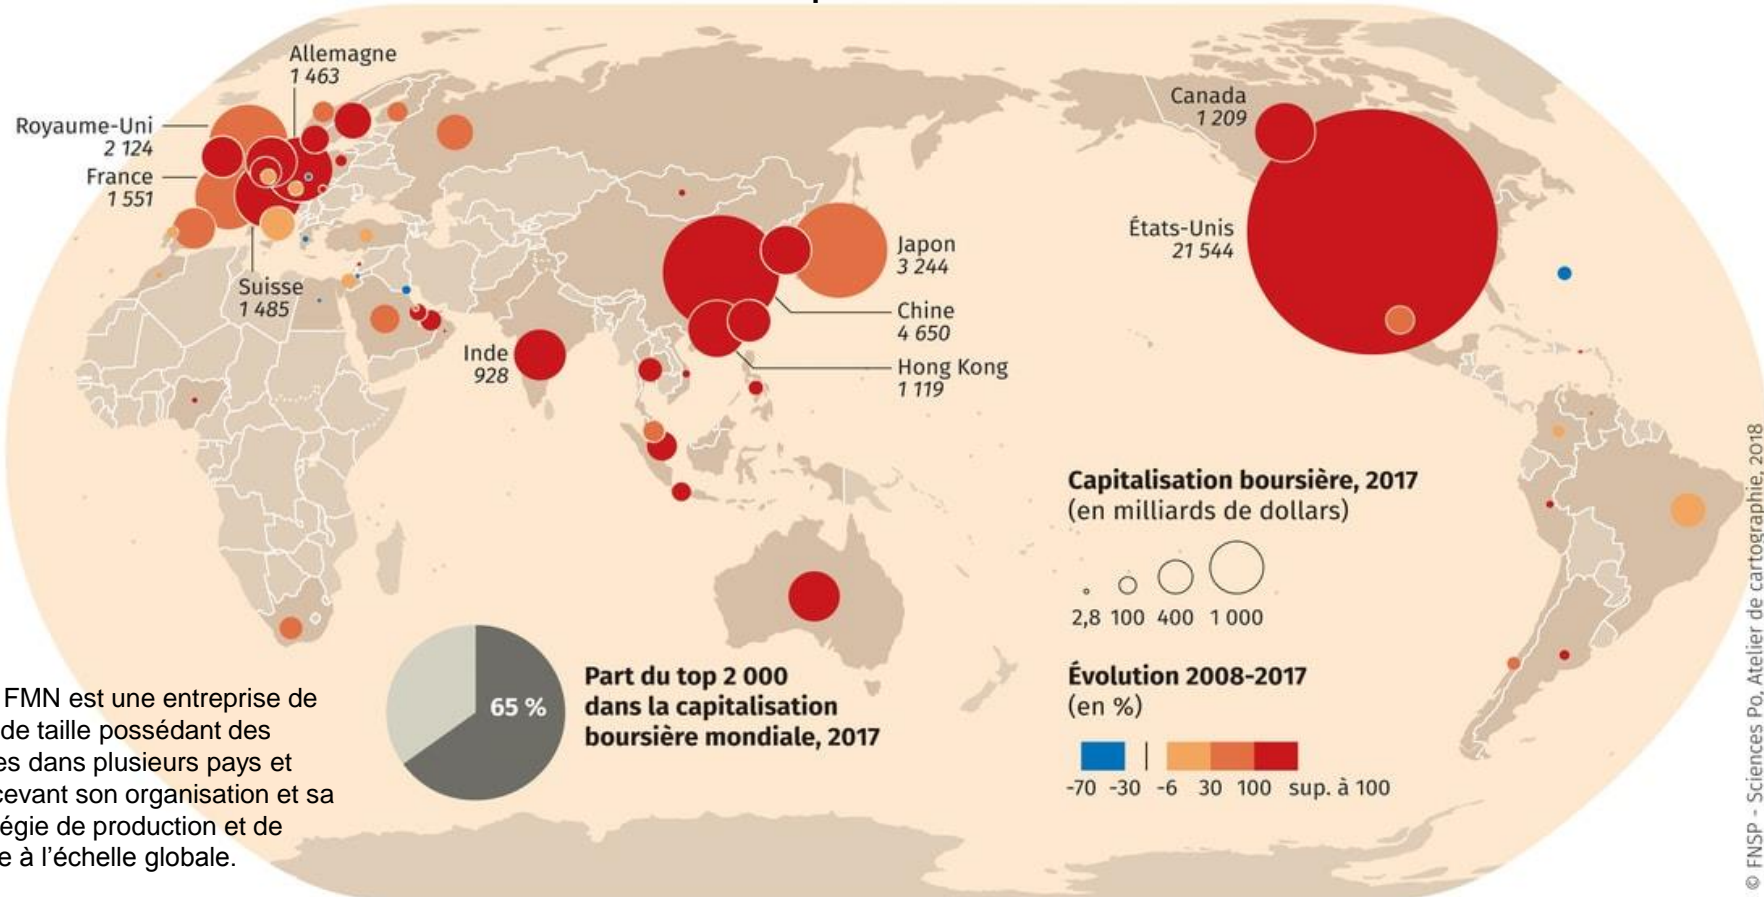 Allemagne
1 463
Royaume-Uni
2 124
France
1 551
Suisse
1 485
Inde
928
Japon
3 244
Chine
4 650
Hong Kong
1 119
Canada
1 209
États-Unis
21 544
Capitalisation boursière, 2017
(en milliards de dollars)
2,8 100 400 1 000
Évolution 2008-2017
(en %)
-70 -30 -6 30 100 sup. à 100
65 %
Part du top 2 000
dans la capitalisation
boursière mondiale, 2017
FMN est une entreprise de
de taille possédant des
dans plusieurs pays et
son organisation et sa
de production et de
à l’échelle globale.
© FNSP - Sciences Po, Atelier de cartographie, 2018